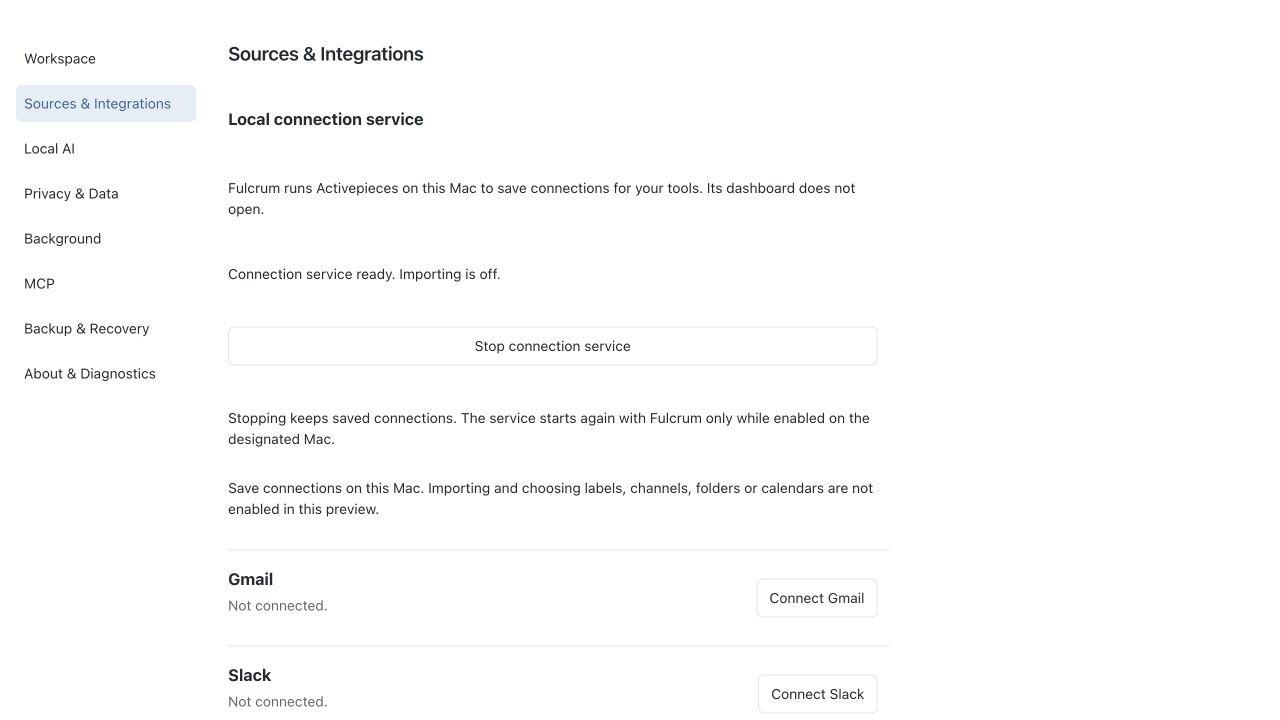 Workspace
Sources & Integrations
Local AI
Privacy & Data
Background
MCP
Backup & Recovery
About & Diagnostics
Sources & Integrations
Local connection service
Fulcrum runs Activepieces on this Mac to save connections for your tools. Its dashboard does not
open.
Connection service ready. Importing is off.
Stop connection service
Stopping keeps saved connections. The service starts again with Fulcrum only while enabled on the
designated Mac.
Save connections on this Mac. Importing and choosing labels, channels, folders or calendars are not
enabled in this preview.
Gmail
Not connected.
Connect Gmail
Slack
Not connected.
Connect Slack